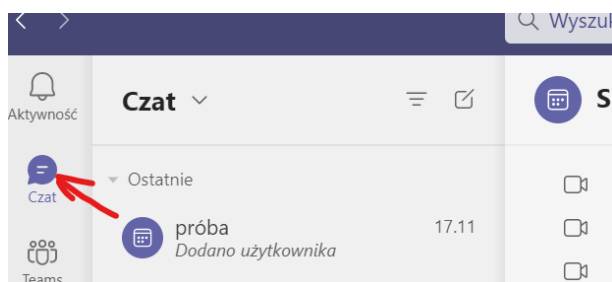 Wyszuk
Aktywność
Czat
S
Ostatnie
Czat
próba
17.11
Dodano użytkownika
Teams